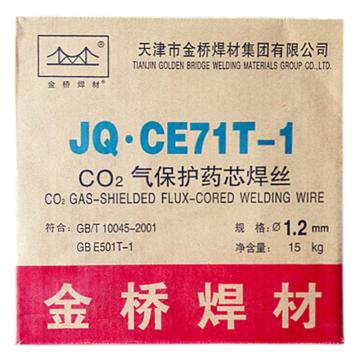 天津市金桥焊材集团有限公司
TIANJIN GOLDEN BRIDGE WELDING MATERIALS GROUP CO.,LTD.
金桥焊材®
JQ·CE71T-1
CO₂ 气保护药芯焊丝
CO₂ GAS-SHIELDED FLUX-CORED WELDING WIRE
符合: GB/T 10045-2001 规格: Ø 1.2 mm
GB E501T-1 净含量: 15 kg
金桥焊材